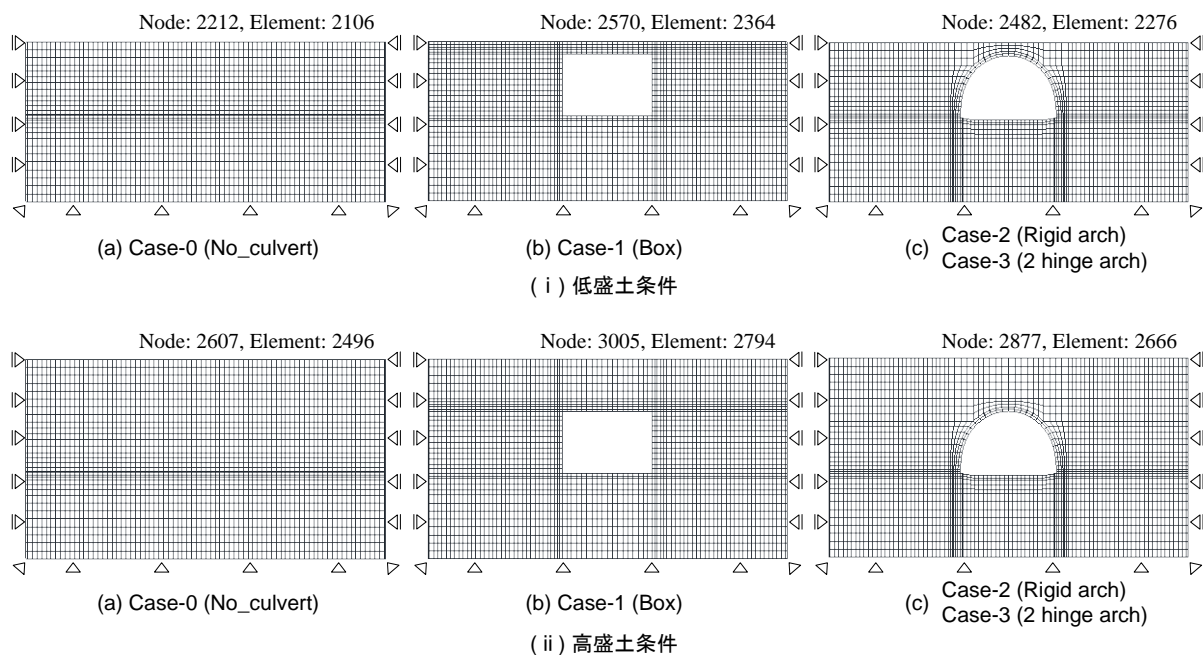 Node: 2212, Element: 2106
Node: 2570, Element: 2364
Node: 2482, Element: 2276
(a) Case-0 (No_culvert)
(b) Case-1 (Box)
(c) Case-2 (Rigid arch)
Case-3 (2 hinge arch)
( i ) 低盛土条件
Node: 2607, Element: 2496
Node: 3005, Element: 2794
Node: 2877, Element: 2666
(a) Case-0 (No_culvert)
(b) Case-1 (Box)
(c) Case-2 (Rigid arch)
Case-3 (2 hinge arch)
( ii ) 高盛土条件